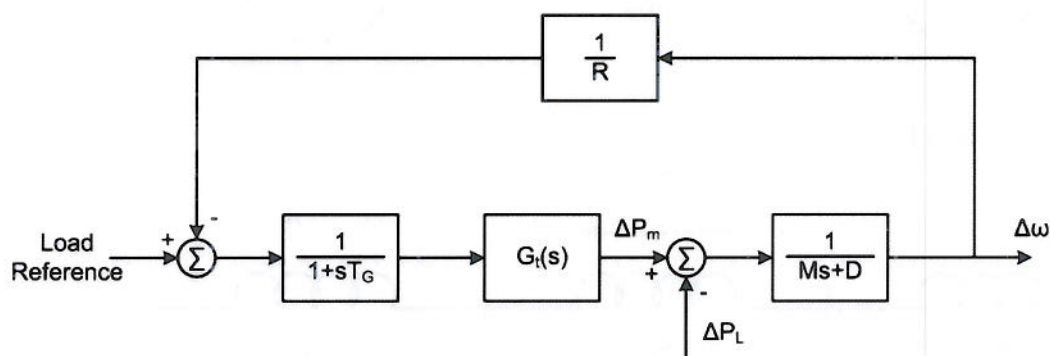 1
R
-
Load
Reference
+
Σ
1
1+sT_G
G_t(s)
ΔP_m
+
Σ
-
ΔP_L
1
Ms+D
Δω